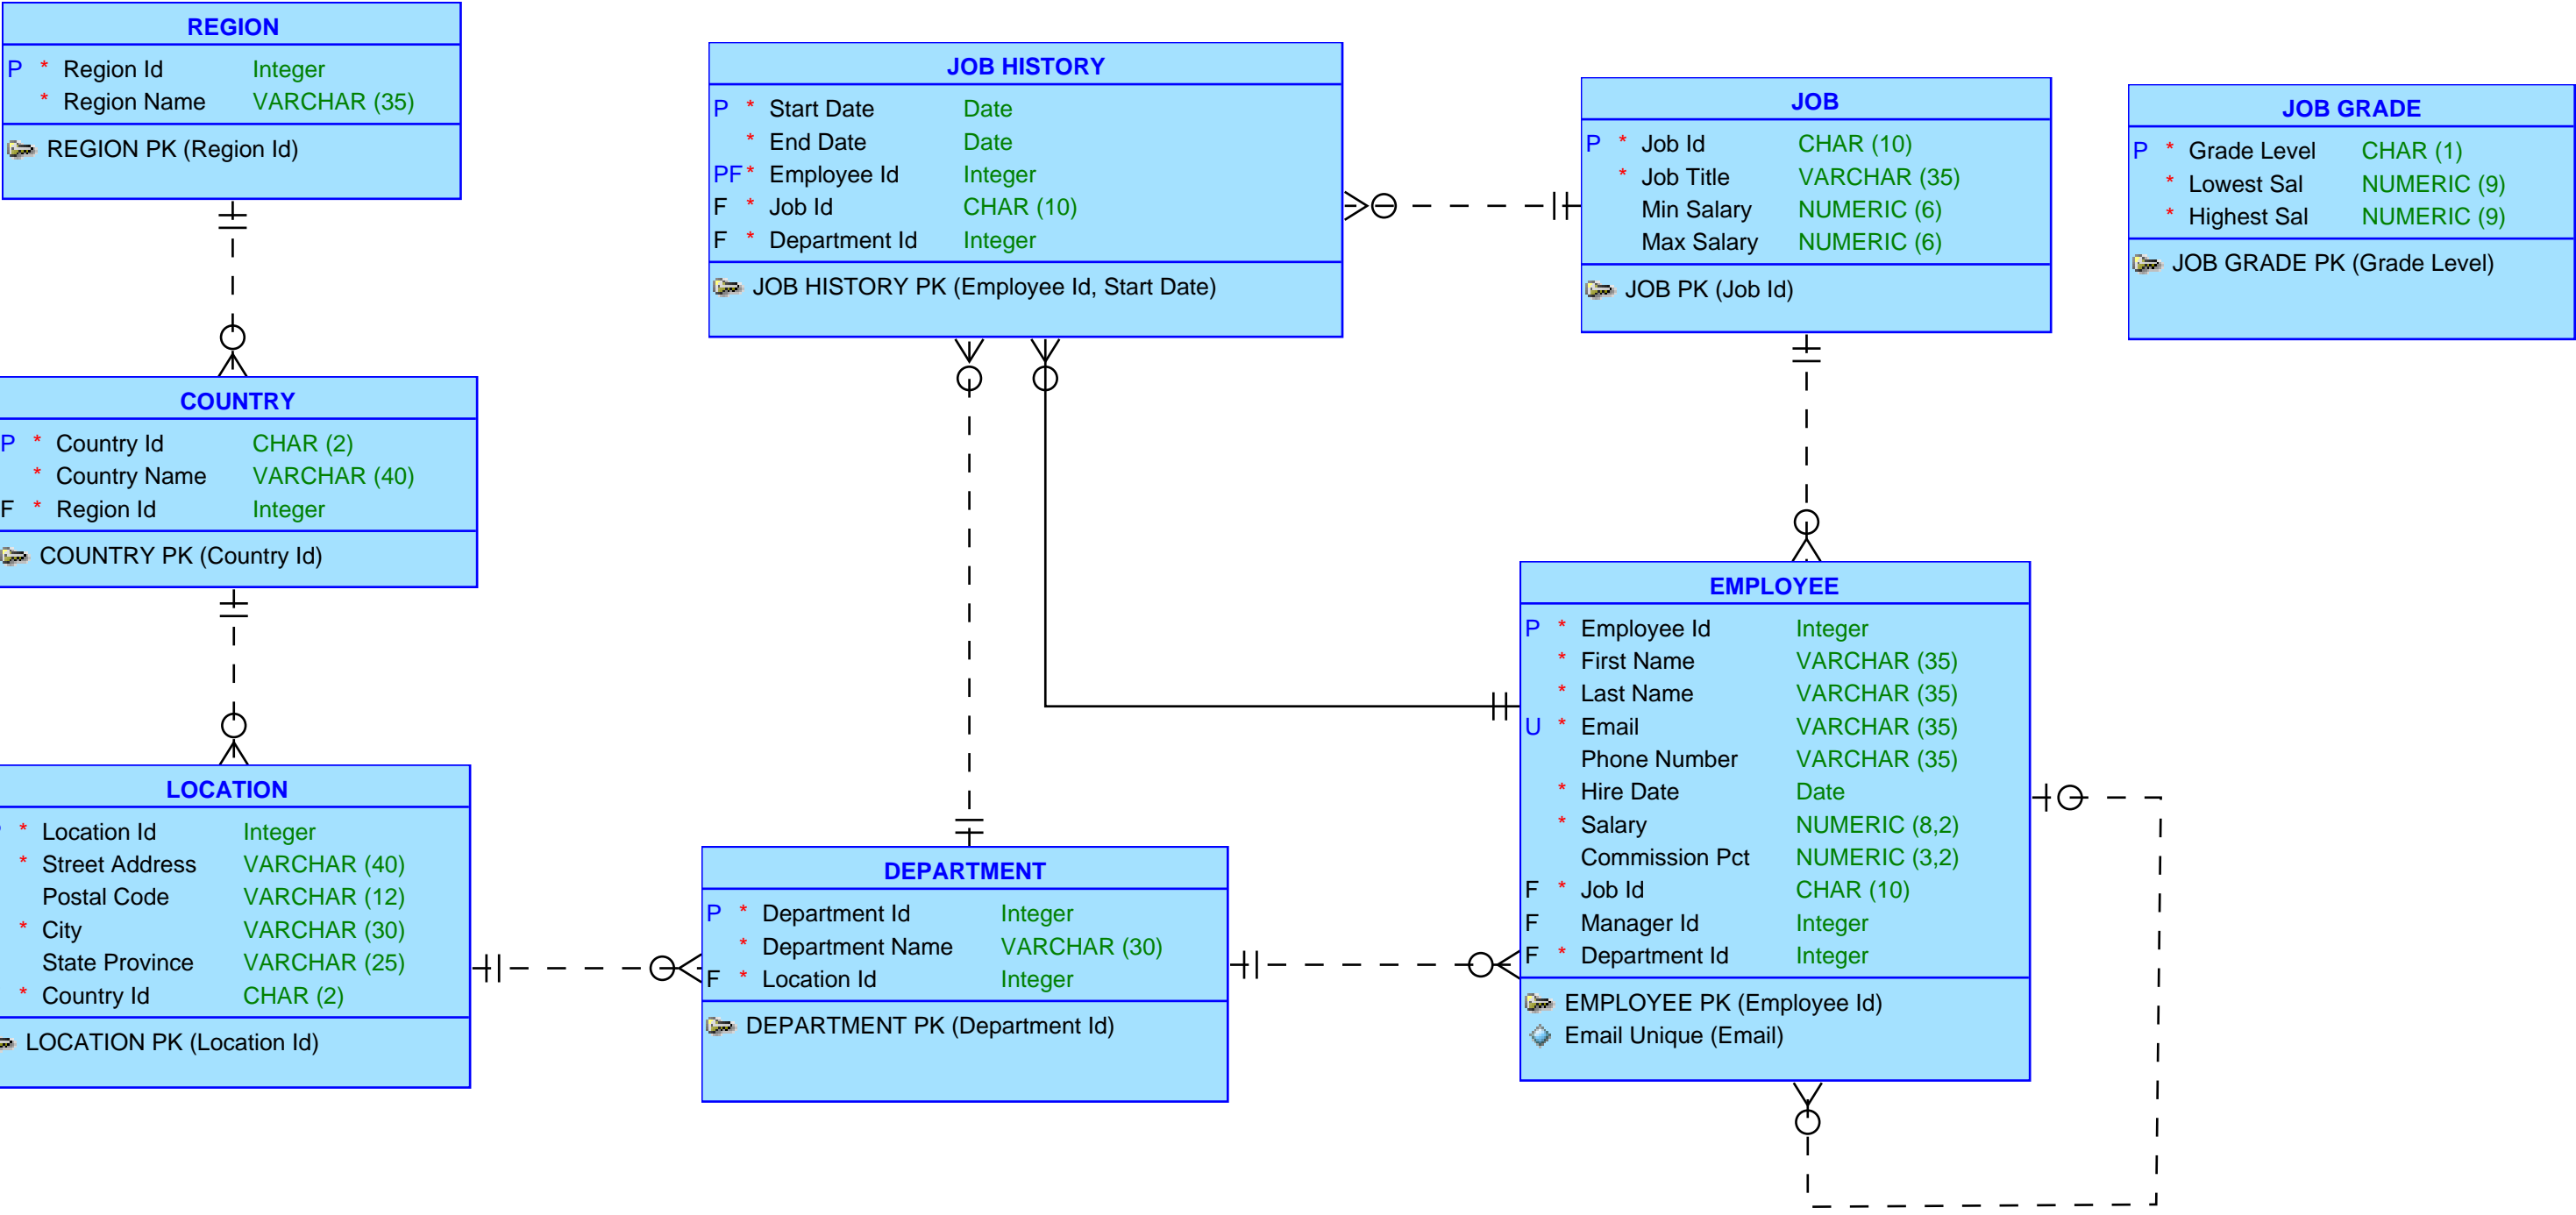 REGION
P * Region Id Integer
* Region Name VARCHAR (35)
REGION PK (Region Id)
COUNTRY
P * Country Id CHAR (2)
* Country Name VARCHAR (40)
F * Region Id Integer
COUNTRY PK (Country Id)
LOCATION
* Location Id Integer
* Street Address VARCHAR (40)
Postal Code VARCHAR (12)
* City VARCHAR (30)
State Province VARCHAR (25)
* Country Id CHAR (2)
LOCATION PK (Location Id)
JOB HISTORY
P * Start Date Date
* End Date Date
PF * Employee Id Integer
F * Job Id CHAR (10)
F * Department Id Integer
JOB HISTORY PK (Employee Id, Start Date)
DEPARTMENT
P * Department Id Integer
* Department Name VARCHAR (30)
F * Location Id Integer
DEPARTMENT PK (Department Id)
JOB
P * Job Id CHAR (10)
* Job Title VARCHAR (35)
Min Salary NUMERIC (6)
Max Salary NUMERIC (6)
JOB PK (Job Id)
EMPLOYEE
P * Employee Id Integer
* First Name VARCHAR (35)
* Last Name VARCHAR (35)
U * Email VARCHAR (35)
Phone Number VARCHAR (35)
* Hire Date Date
* Salary NUMERIC (8,2)
Commission Pct NUMERIC (3,2)
F * Job Id CHAR (10)
F Manager Id Integer
F * Department Id Integer
EMPLOYEE PK (Employee Id)
Email Unique (Email)
JOB GRADE
P * Grade Level CHAR (1)
* Lowest Sal NUMERIC (9)
* Highest Sal NUMERIC (9)
JOB GRADE PK (Grade Level)